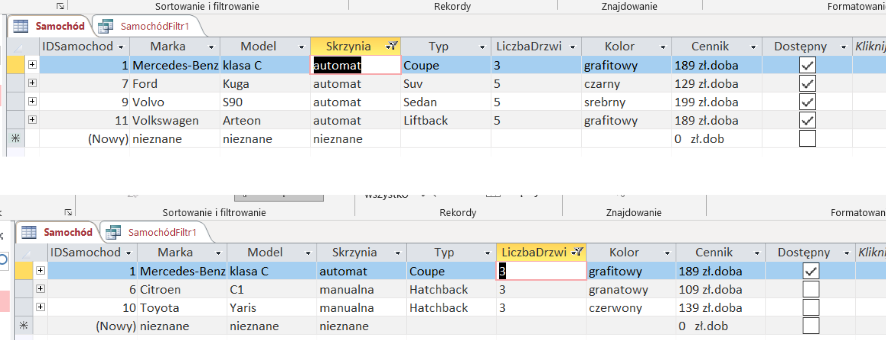 Sortowanie i filtrowanie Rekordy Znajdowanie Formatowani
Samochód SamochódFiltr1
IDSamochod Marka Model Skrzynia Typ LiczbaDrzwi Kolor Cennik Dostępny Kliknij
1 Mercedes-Benz klasa C automat Coupe 3 grafitowy 189 zł.doba
7 Ford Kuga automat Suv 5 czarny 129 zł.doba
9 Volvo S90 automat Sedan 5 srebrny 199 zł.doba
11 Volkswagen Arteon automat Liftback 5 grafitowy 189 zł.doba
(Nowy) nieznane nieznane nieznane 0 zł.dob
wszystko
Sortowanie i filtrowanie Rekordy Znajdowanie Formatowan
Samochód SamochódFiltr1
IDSamochod Marka Model Skrzynia Typ LiczbaDrzwi Kolor Cennik Dostępny Klikni
1 Mercedes-Benz klasa C automat Coupe 3 grafitowy 189 zł.doba
6 Citroen C1 manualna Hatchback 3 granatowy 109 zł.doba
10 Toyota Yaris manualna Hatchback 3 czerwony 139 zł.doba
(Nowy) nieznane nieznane nieznane 0 zł.dob